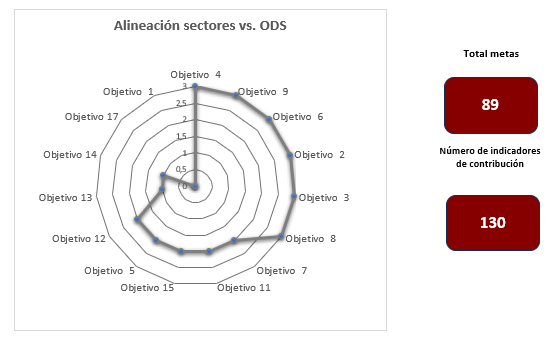 Alineación sectores vs. ODS
Total metas
89
Número de indicadores
de contribución
130
Objetivo 4
Objetivo 9
Objetivo 6
Objetivo 2
Objetivo 3
Objetivo 8
Objetivo 7
Objetivo 11
Objetivo 15
Objetivo 5
Objetivo 12
Objetivo 13
Objetivo 14
Objetivo 17
Objetivo 1
3
2,5
2
1,5
1
0,5
0